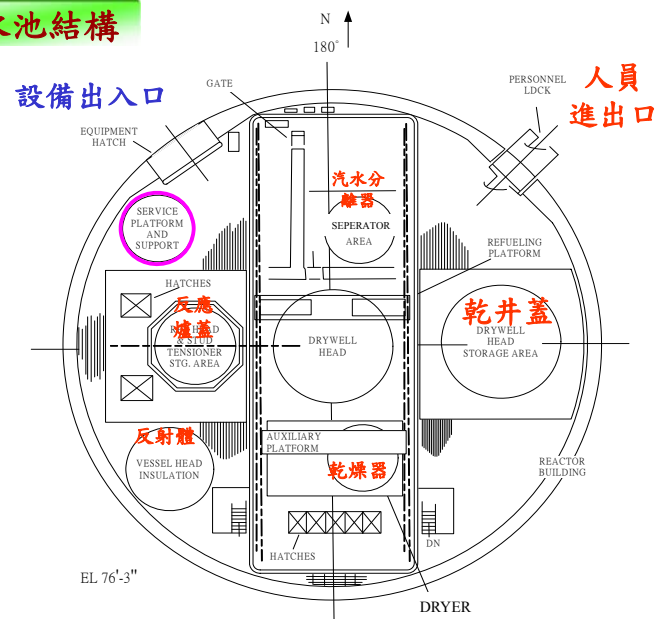 水池結構
N
180°
設備出入口
GATE
PERSONNEL
LDCK
人員
進出口
EQUIPMENT
HATCH
汽水分
離器
SEPERATOR
AREA
SERVICE
PLATFORM
AND
SUPPORT
REFUELING
PLATFORM
HATCHES
反應
爐蓋
& STUD
TENSIONER
STG. AREA
DRYWELL
HEAD
乾井蓋
DRYWELL
HEAD
STORAGE AREA
反射體
VESSEL HEAD
INSULATION
AUXILIARY
PLATFORM
乾燥器
REACTOR
BUILDING
HATCHES
DN
EL 76'-3"
DRYER